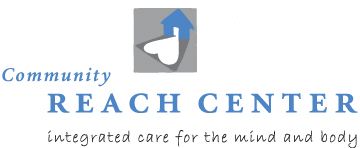 Community
REACH CENTER
integrated care for the mind and body